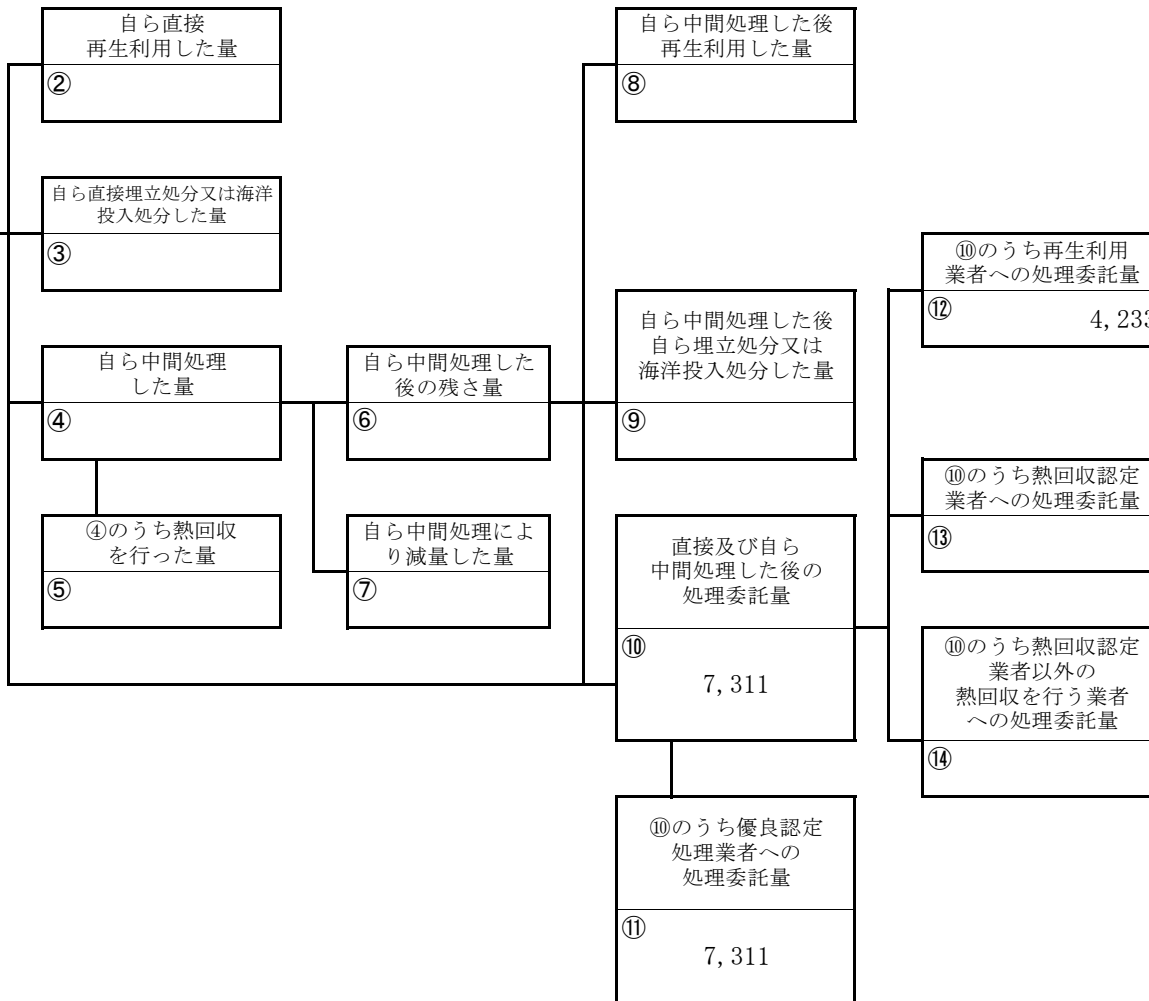 自ら直接
再生利用した量
②
自ら直接埋立処分又は海洋
投入処分した量
③
自ら中間処理
した量
④
④のうち熱回収
を行った量
⑤
自ら中間処理した
後の残さ量
⑥
自ら中間処理によ
り減量した量
⑦
自ら中間処理した後
再生利用した量
⑧
自ら中間処理した後
自ら埋立処分又は
海洋投入処分した量
⑨
直接及び自ら
中間処理した後の
処理委託量
⑩
7,311
⑩のうち優良認定
処理業者への
処理委託量
⑪
7,311
⑩のうち再生利用
業者への処理委託量
⑫
4,233
⑩のうち熱回収認定
業者への処理委託量
⑬
⑩のうち熱回収認定
業者以外の
熱回収を行う業者
への処理委託量
⑭